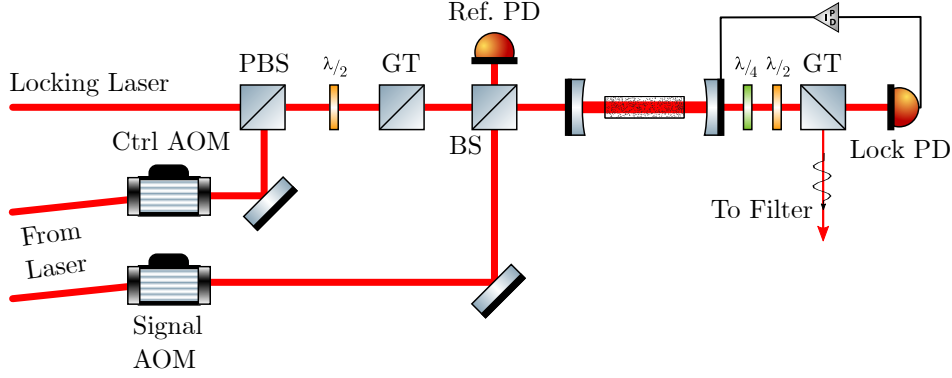 Ref. PD
PBS
λ/2
GT
λ/4
λ/2
GT
P
I
D
Locking Laser
Ctrl AOM
BS
Lock PD
To Filter
From
Laser
Signal
AOM